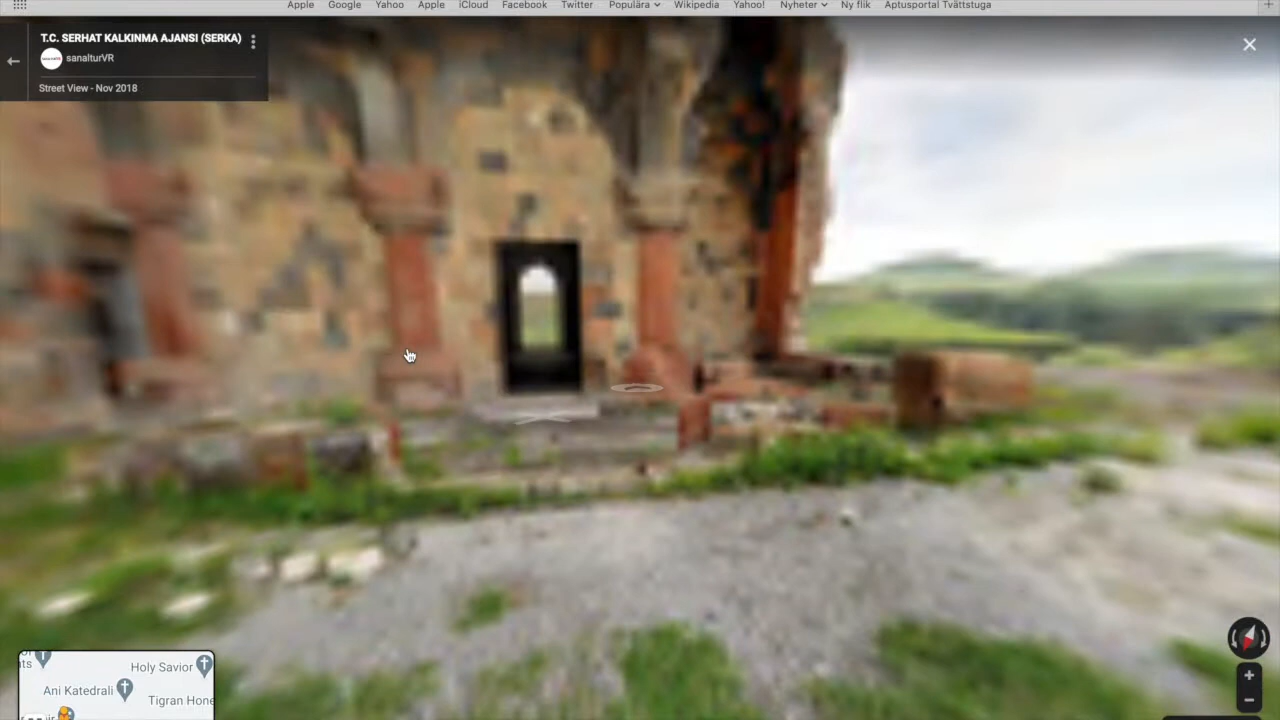 Apple Google Yahoo Apple iCloud Facebook Twitter Populära Wikipedia Yahoo! Nyheter Ny flik Aptusportal Tvättstuga
T.C. SERHAT KALKINMA AJANSI (SERKA)
sanalturVR
Street View - Nov 2018
Holy Savior
Ani Katedrali
Tigran Hone